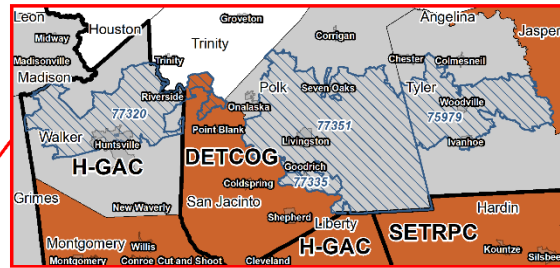 Leon
Houston
Groveton
Angelina
Midway
Trinity
Corrigan
Jasper
Madisonville
Trinity
Chester
Colmesneil
Madison
Polk
Seven Oaks
Tyler
Riverside
Onalaska
Woodville
77320
77351
75979
Point Blank
Walker
Livingston
Ivanhoe
Huntsville
H-GAC
DETCOG
Goodrich
Coldspring
77335
Grimes
New Waverly
San Jacinto
Hardin
Shepherd
Liberty
Montgomery
Willis
H-GAC
SETRPC
Kountze
Montgomery
Conroe
Cut and Shoot
Cleveland
Silsbee